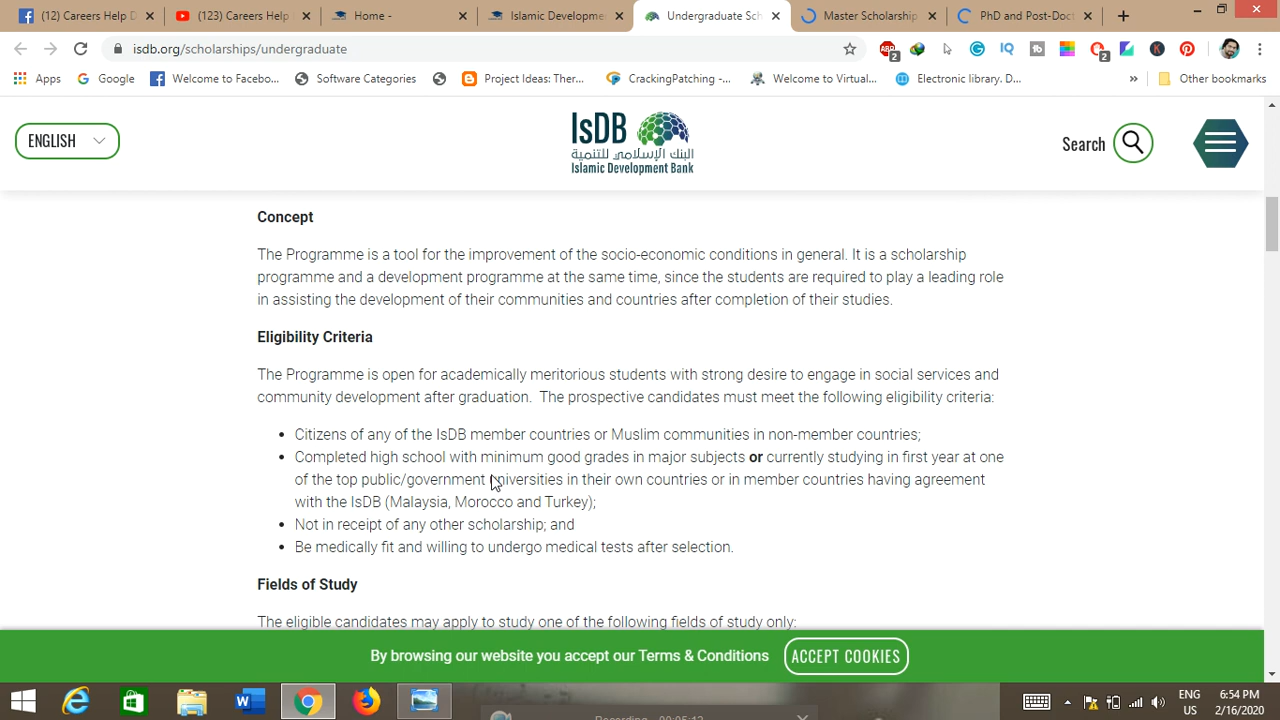 (12) Careers Help D
(123) Careers Help
Home -
Islamic Developmen
Undergraduate Sch
Master Scholarship
PhD and Post-Doct
isdb.org/scholarships/undergraduate
Apps
Google
Welcome to Facebo...
Software Categories
Project Ideas: Ther...
CrackingPatching -...
Welcome to Virtual...
Electronic library. D...
»
Other bookmarks
ENGLISH
IsDB
البنك الإسلامي للتنمية
Islamic Development Bank
Search
Concept
The Programme is a tool for the improvement of the socio-economic conditions in general. It is a scholarship
programme and a development programme at the same time, since the students are required to play a leading role
in assisting the development of their communities and countries after completion of their studies.
Eligibility Criteria
The Programme is open for academically meritorious students with strong desire to engage in social services and
community development after graduation.  The prospective candidates must meet the following eligibility criteria:
• Citizens of any of the IsDB member countries or Muslim communities in non-member countries;
• Completed high school with minimum good grades in major subjects or currently studying in first year at one
of the top public/government universities in their own countries or in member countries having agreement
with the IsDB (Malaysia, Morocco and Turkey);
• Not in receipt of any other scholarship; and
• Be medically fit and willing to undergo medical tests after selection.
Fields of Study
The eligible candidates may apply to study one of the following fields of study only:
By browsing our website you accept our Terms & Conditions
ACCEPT COOKIES
ENG
US
6:54 PM
2/16/2020